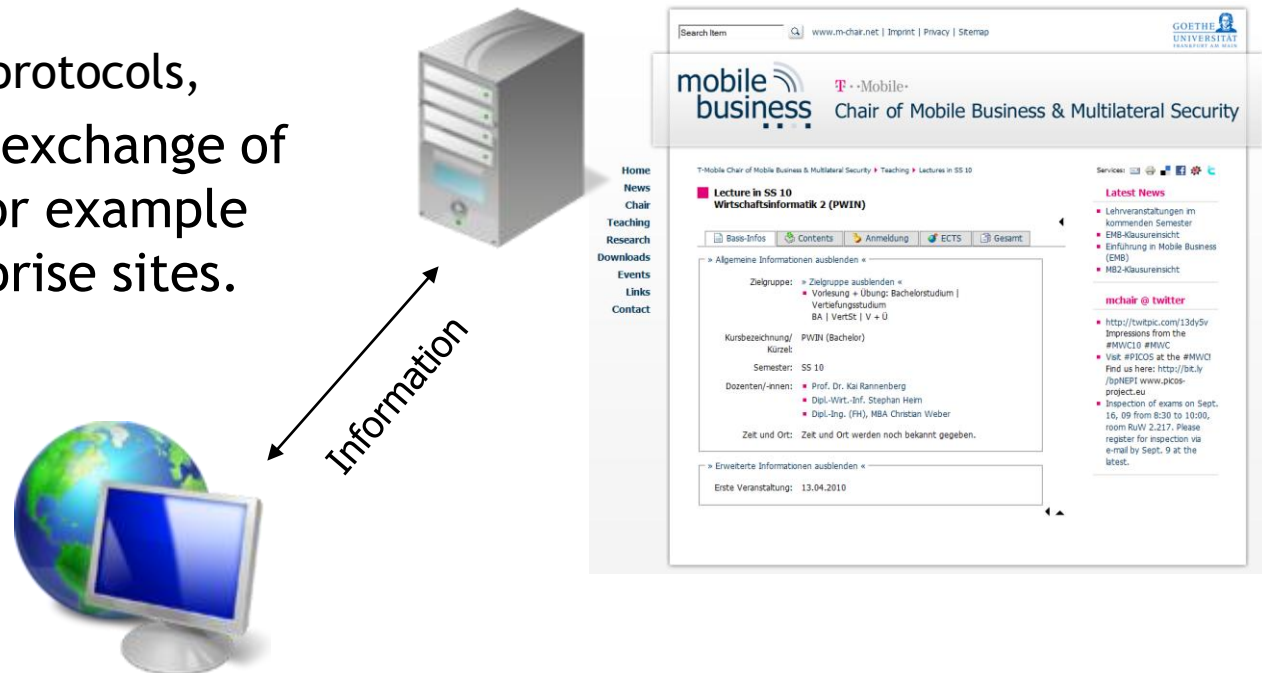 protocols,
exchange of
or example
orise sites.
Information
Search Item
www.m-chair.net | Imprint | Privacy | Sitemap
GOETHE
UNIVERSITÄT
FRANKFURT AM MAIN
mobile
business
T··Mobile·
Chair of Mobile Business & Multilateral Security
Home
News
Chair
Teaching
Research
Downloads
Events
Links
Contact
T-Mobile Chair of Mobile Business & Multilateral Security Teaching Lectures in SS 10
Lecture in SS 10
Wirtschaftsinformatik 2 (PWIN)
Basis-Infos Contents Anmeldung ECTS Gesamt
» Allgemeine Informationen ausblenden «
Zielgruppe: » Zielgruppe ausblenden «
Vorlesung + Übung: Bachelorstudium |
Vertiefungsstudium
BA | VertSt | V + Ü
Kursbezeichnung/ PWIN (Bachelor)
Kürzel:
Semester: SS 10
Dozenten/-innen: Prof. Dr. Kai Rannenberg
Dipl.-Wirt.-Inf. Stephan Heim
Dipl.-Ing. (FH), MBA Christian Weber
Zeit und Ort: Zeit und Ort werden noch bekannt gegeben.
» Erweiterte Informationen ausblenden «
Erste Veranstaltung: 13.04.2010
Services:
Latest News
Lehrveranstaltungen im
kommenden Semester
EMB-Klausureinsicht
Einführung in Mobile Business
(EMB)
MB2-Klausureinsicht
mchair @ twitter
http://twitpic.com/13dy5v
Impressions from the
#MWC10 #MWC
Visit #PICOS at the #MWC!
Find us here: http://bit.ly
/bpNEPI www.picos-
project.eu
Inspection of exams on Sept.
16, 09 from 8:30 to 10:00,
room RuW 2.217. Please
register for inspection via
e-mail by Sept. 9 at the
latest.